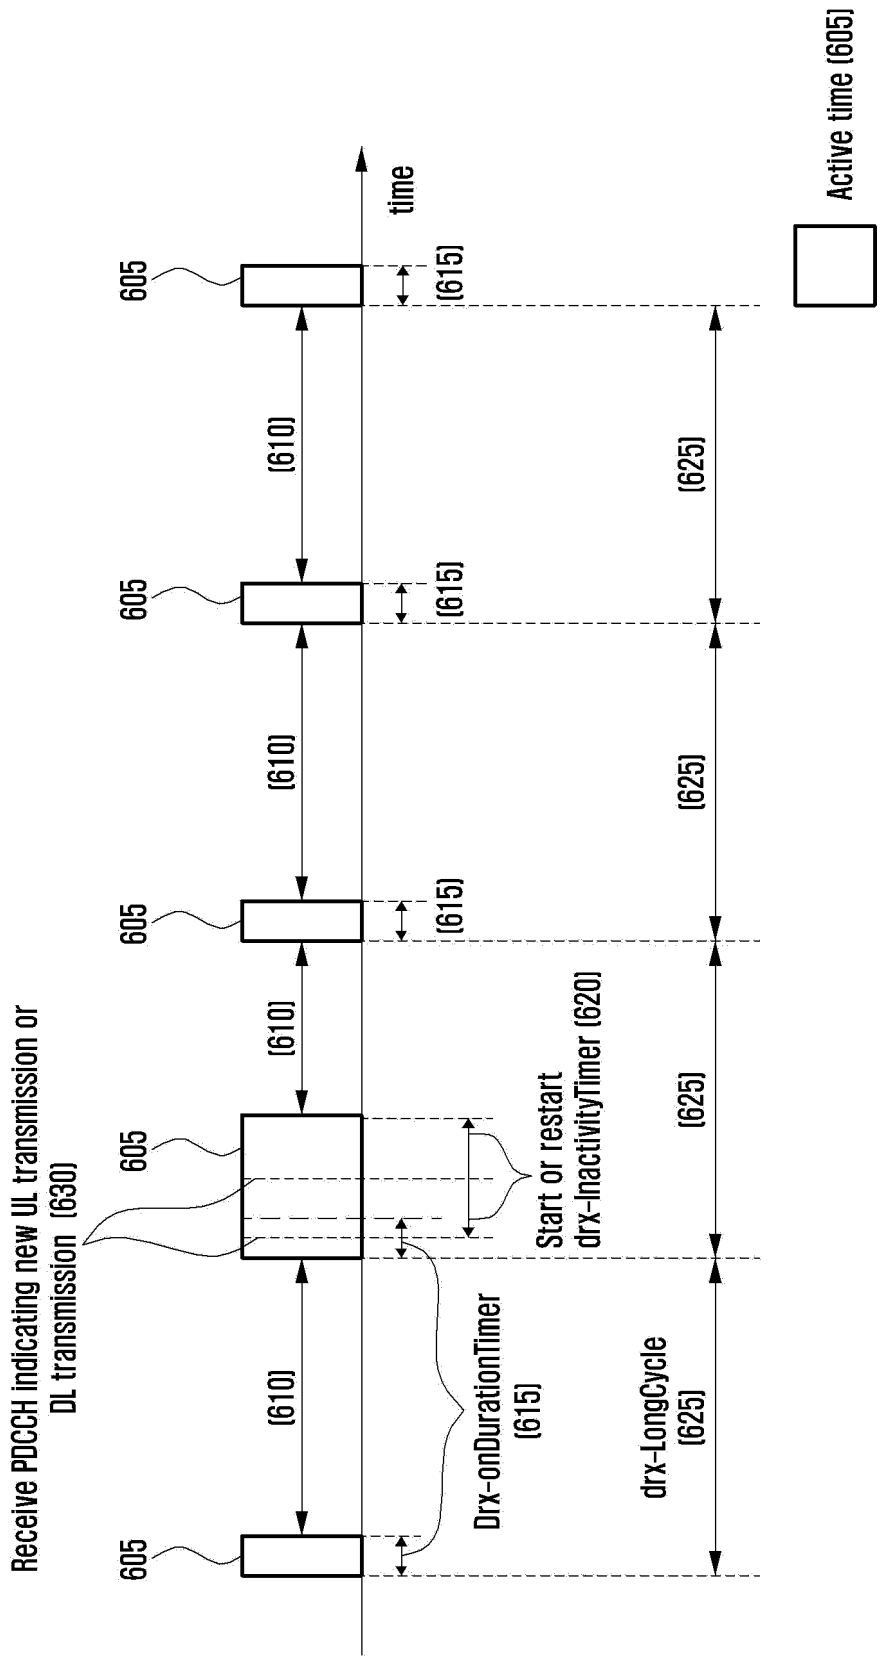 Receive PDCCH indicating new UL transmission or
DL transmission (630)
605
605
605
605
605
(610)
(610)
(610)
(610)
time
Drx-onDurationTimer
(615)
(615)
(615)
(615)
Start or restart
drx-InactivityTimer (620)
drx-LongCycle
(625)
(625)
(625)
(625)
Active time (605)